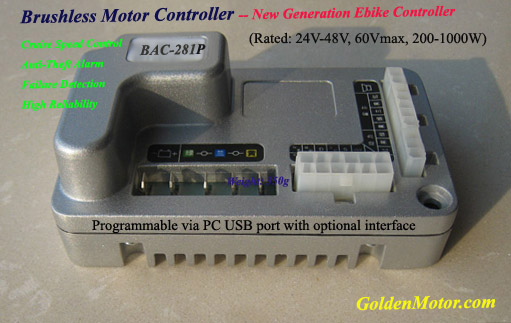 Brushless Motor Controller – New Generation Ebike Controller
(Rated: 24V-48V, 60Vmax, 200-1000W)
Cruise Speed Control
BAC-281P
Anti-Theft Alarm
Failure Detection
High Reliability
Programmable via PC USB port with optional interface
GoldenMotor.com